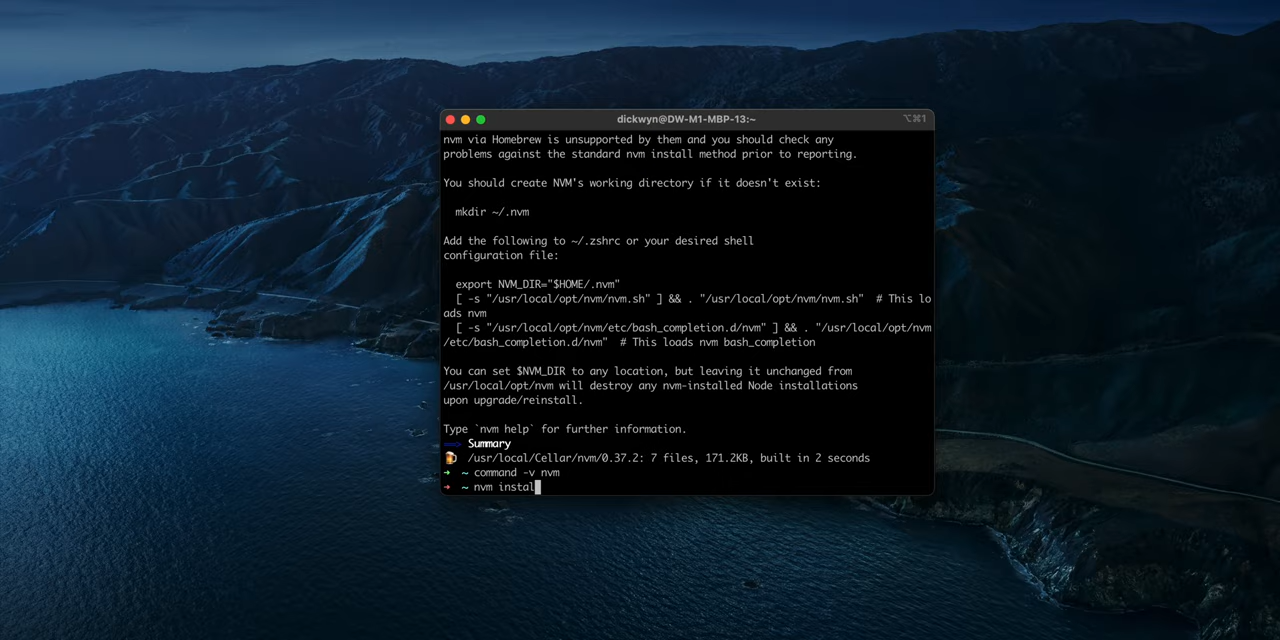 dickwyn@DW-M1-MBP-13:~
⌥⌘1
nvm via Homebrew is unsupported by them and you should check any
problems against the standard nvm install method prior to reporting.
You should create NVM's working directory if it doesn't exist:
mkdir ~/.nvm
Add the following to ~/.zshrc or your desired shell
configuration file:
export NVM_DIR="$HOME/.nvm"
[ -s "/usr/local/opt/nvm/nvm.sh" ] && . "/usr/local/opt/nvm/nvm.sh"  # This lo
ads nvm
[ -s "/usr/local/opt/nvm/etc/bash_completion.d/nvm" ] && . "/usr/local/opt/nvm
/etc/bash_completion.d/nvm"  # This loads nvm bash_completion
You can set $NVM_DIR to any location, but leaving it unchanged from
/usr/local/opt/nvm will destroy any nvm-installed Node installations
upon upgrade/reinstall.
Type `nvm help` for further information.
==> Summary
🍺  /usr/local/Cellar/nvm/0.37.2: 7 files, 171.2KB, built in 2 seconds
➜  ~ command -v nvm
➜  ~ nvm instal